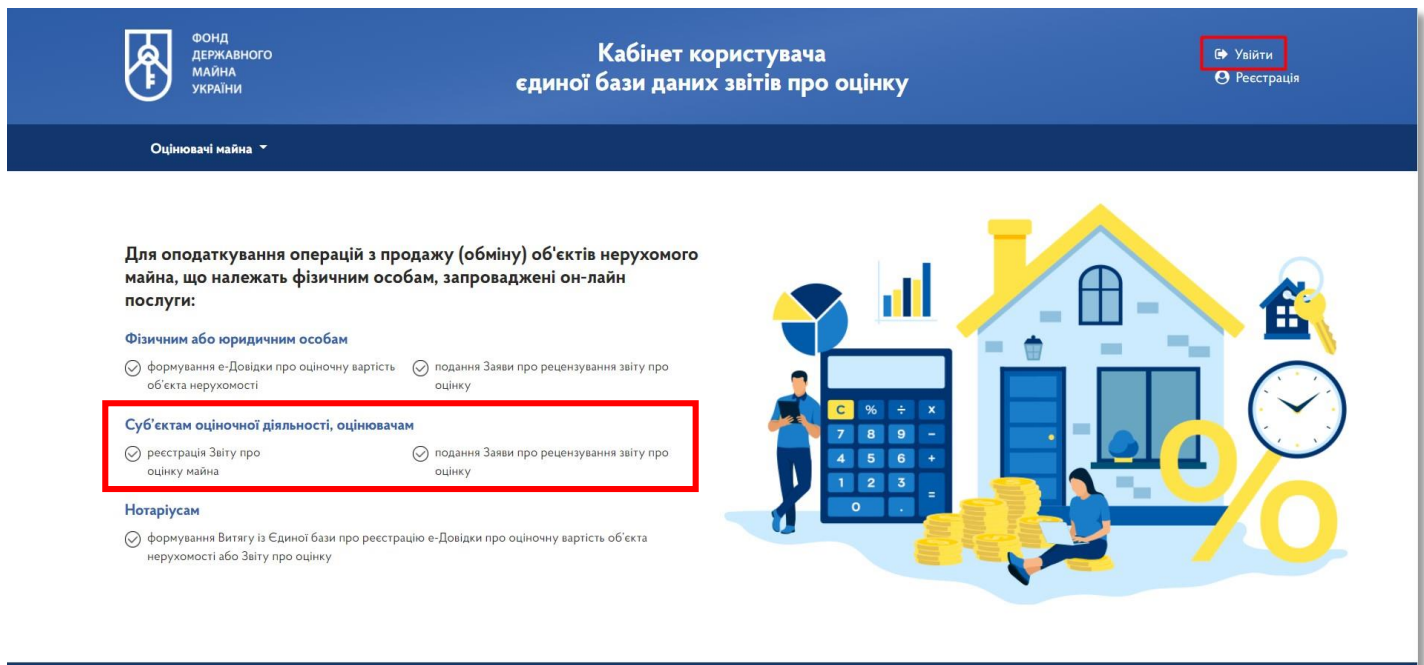 ФОНД
ДЕРЖАВНОГО
МАЙНА
УКРАЇНИ
Кабінет користувача
єдиної бази даних звітів про оцінку
Увійти
Реєстрація
Оцінювачі майна
Для оподаткування операцій з продажу (обміну) об'єктів нерухомого
майна, що належать фізичним особам, запроваджені он-лайн
послуги:
Фізичним або юридичним особам
формування е-Довідки про оціночну вартість
об'єкта нерухомості
подання Заяви про рецензування звіту про
оцінку
Суб'єктам оціночної діяльності, оцінювачам
реєстрація Звіту про
оцінку майна
подання Заяви про рецензування звіту про
оцінку
Нотаріусам
формування Витягу із Єдиної бази про реєстрацію е-Довідки про оціночну вартість об'єкта
нерухомості або Звіту про оцінку
C % ÷ x
7 8 9 -
4 5 6 +
1 2 3
0 . =
%